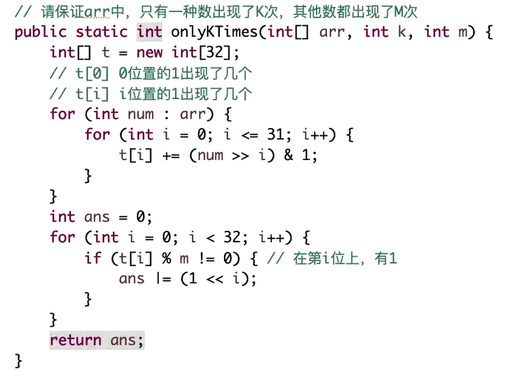 // 请保证arr中，只有一种数出现了K次，其他数都出现了M次
public static int onlyKTimes(int[] arr, int k, int m) {
    int[] t = new int[32];
    // t[0] 0位置的1出现了几个
    // t[i] i位置的1出现了几个
    for (int num : arr) {
        for (int i = 0; i <= 31; i++) {
            t[i] += (num >> i) & 1;
        }
    }
    int ans = 0;
    for (int i = 0; i < 32; i++) {
        if (t[i] % m != 0) { // 在第i位上，有1
            ans |= (1 << i);
        }
    }
    return ans;
}